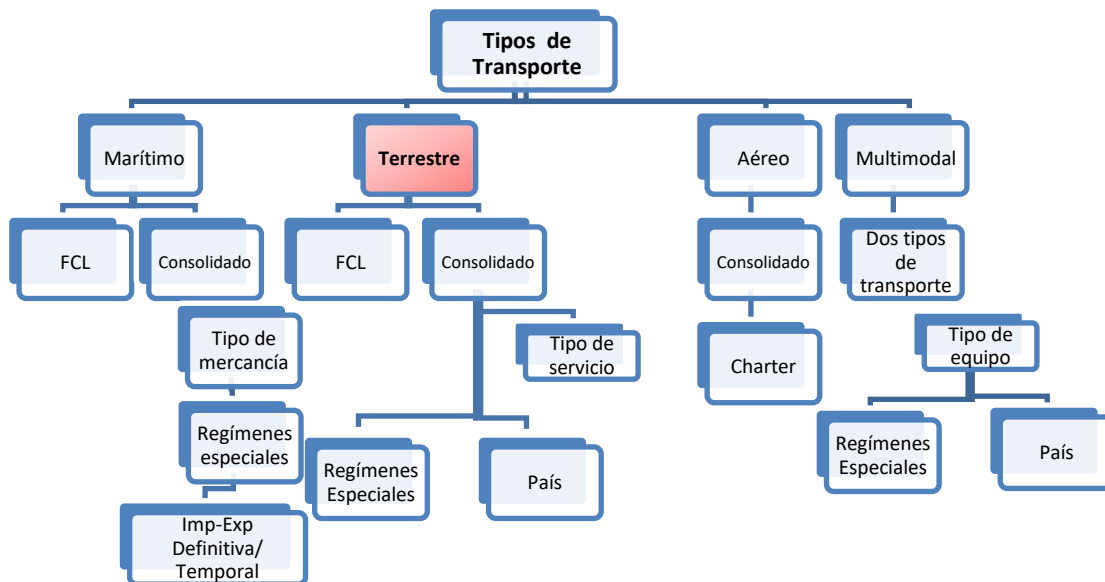 Tipos de
Transporte
Marítimo
Terrestre
Aéreo
Multimodal
FCL
Consolidado
FCL
Consolidado
Consolidado
Dos tipos
de
transporte
Tipo de
mercancía
Tipo de
servicio
Charter
Tipo de
equipo
Regímenes
especiales
Regímenes
Especiales
País
Regímenes
Especiales
País
Imp-Exp
Definitiva/
Temporal